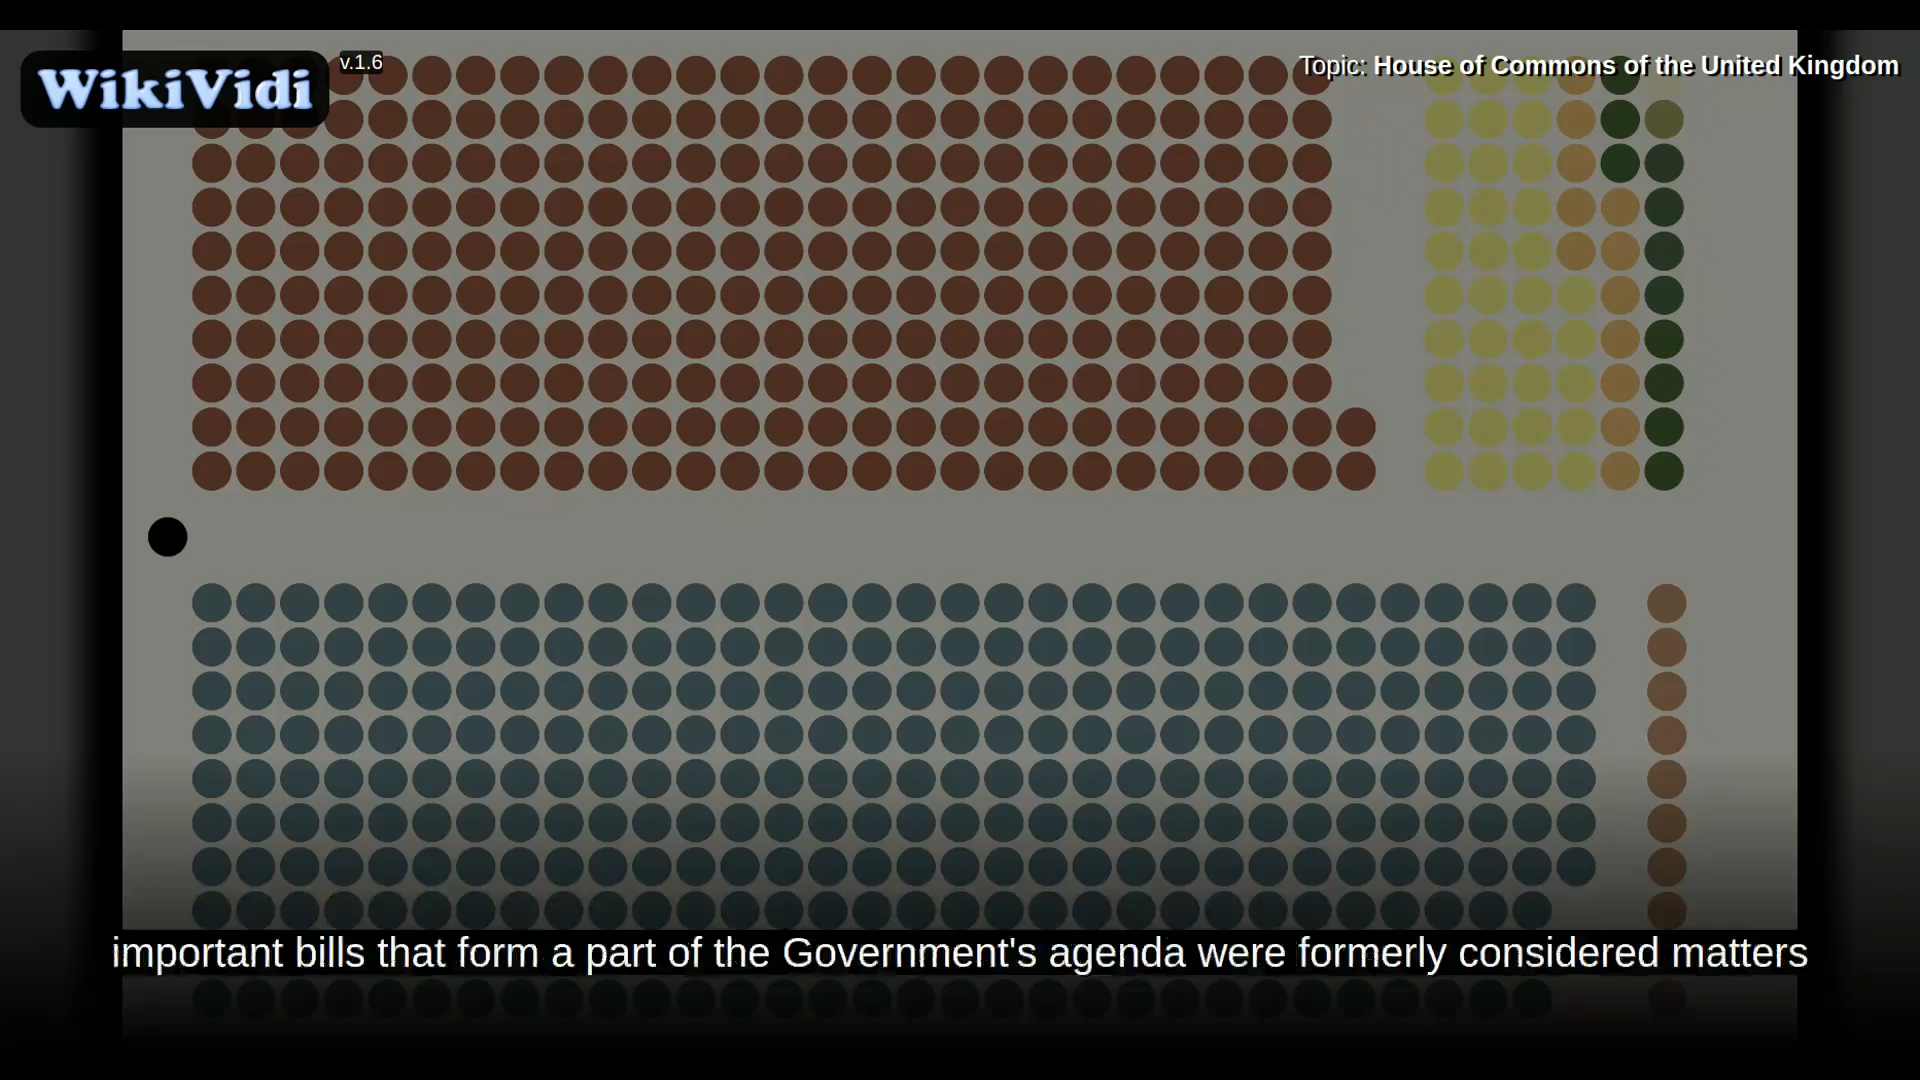 WikiVidi
v.1.6
Topic: House of Commons of the United Kingdom
important bills that form a part of the Government's agenda were formerly considered matters